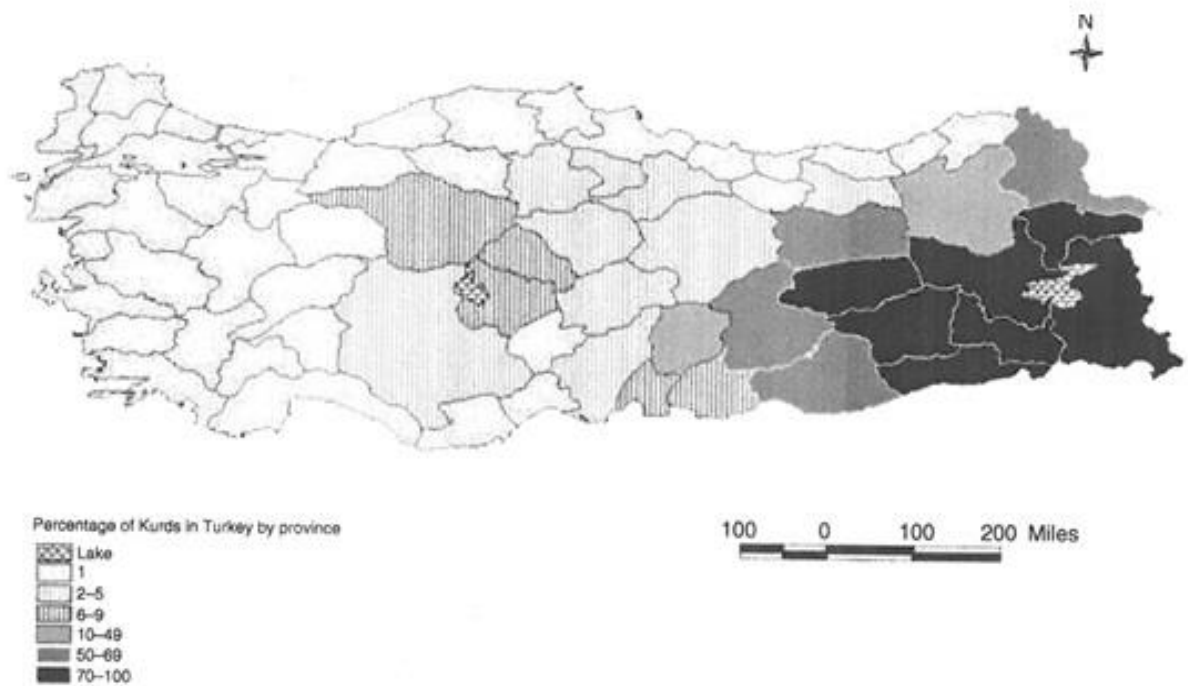 N
Percentage of Kurds in Turkey by province
Lake
1
2–5
6–9
10–49
50–69
70–100
100 0 100 200 Miles